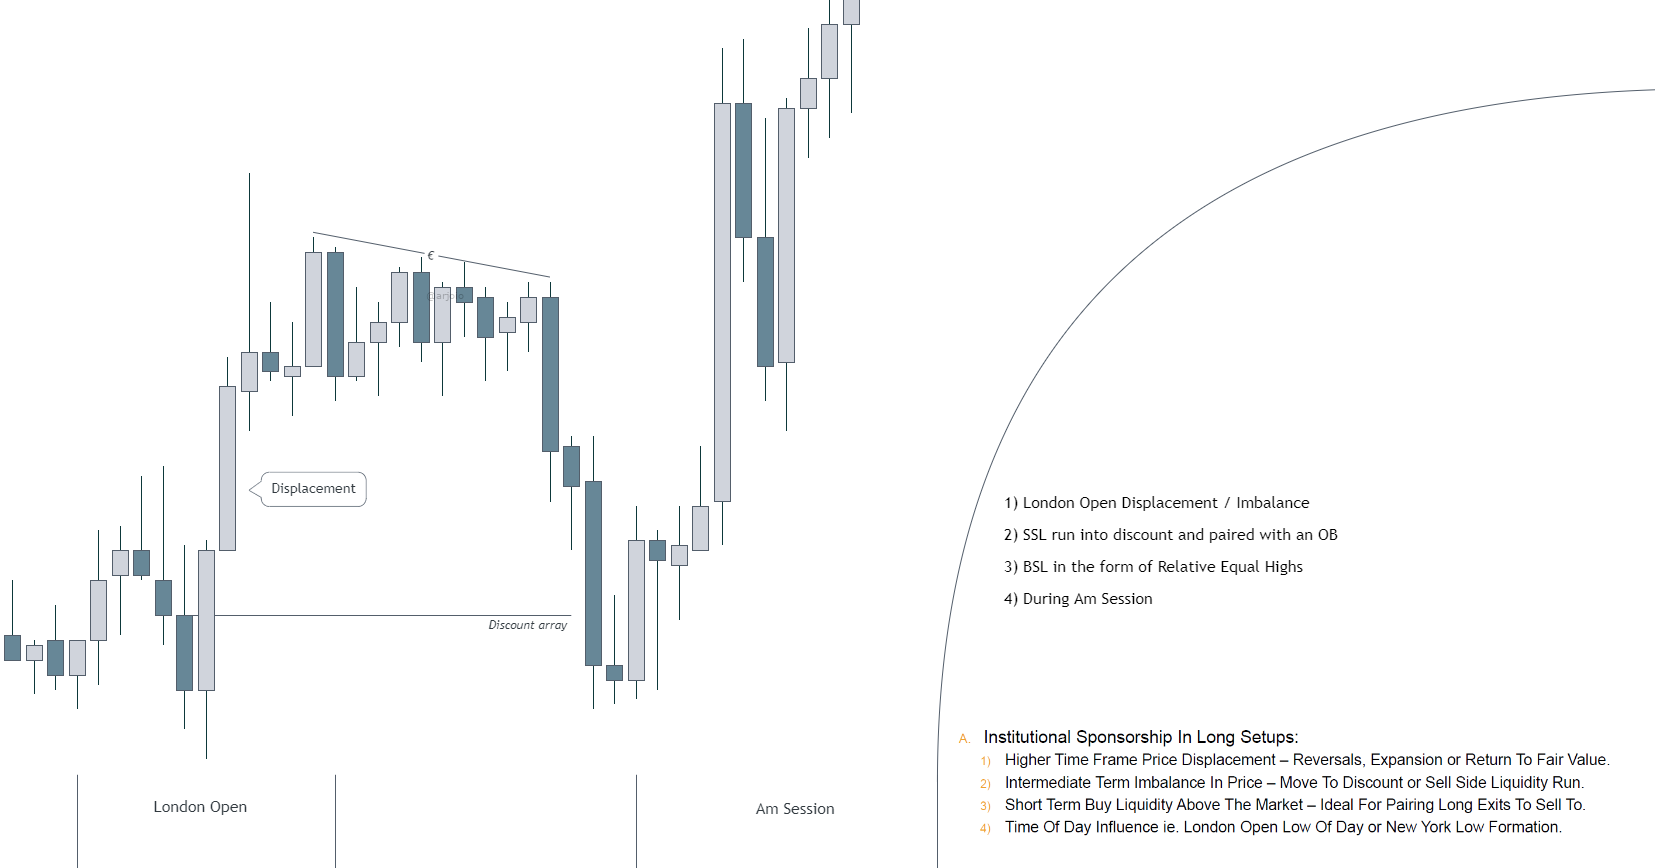 €
Displacement
Discount array
London Open
Am Session
1) London Open Displacement / Imbalance
2) SSL run into discount and paired with an OB
3) BSL in the form of Relative Equal Highs
4) During Am Session
A. Institutional Sponsorship In Long Setups:
1) Higher Time Frame Price Displacement – Reversals, Expansion or Return To Fair Value.
2) Intermediate Term Imbalance In Price – Move To Discount or Sell Side Liquidity Run.
3) Short Term Buy Liquidity Above The Market – Ideal For Pairing Long Exits To Sell To.
4) Time Of Day Influence ie. London Open Low Of Day or New York Low Formation.